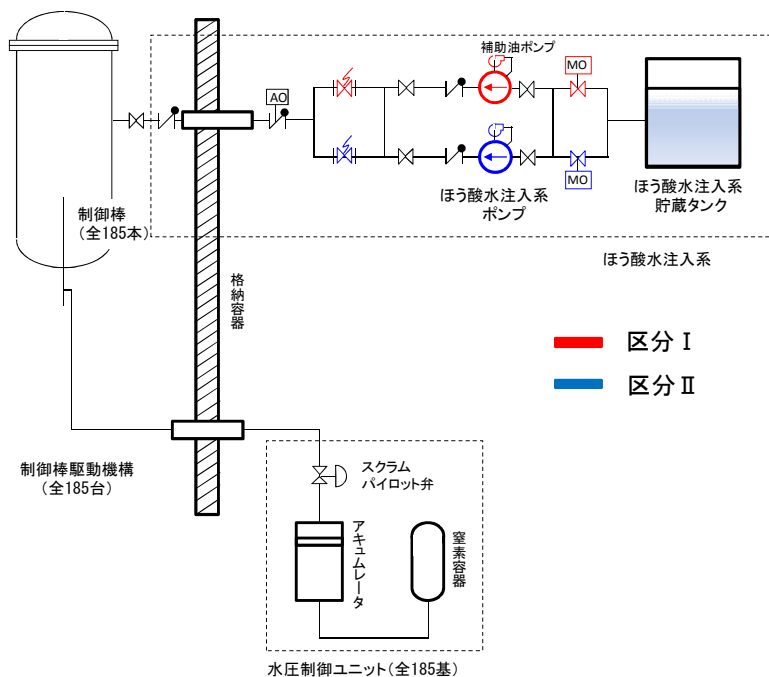 補助油ポンプ
MO
AO
MO
ほう酸水注入系
ポンプ
ほう酸水注入系
貯蔵タンク
制御棒
(全185本)
ほう酸水注入系
格納容器
区分Ⅰ
区分Ⅱ
制御棒駆動機構
(全185台)
スクラム
パイロット弁
アキュムレータ
窒素容器
水圧制御ユニット(全185基)